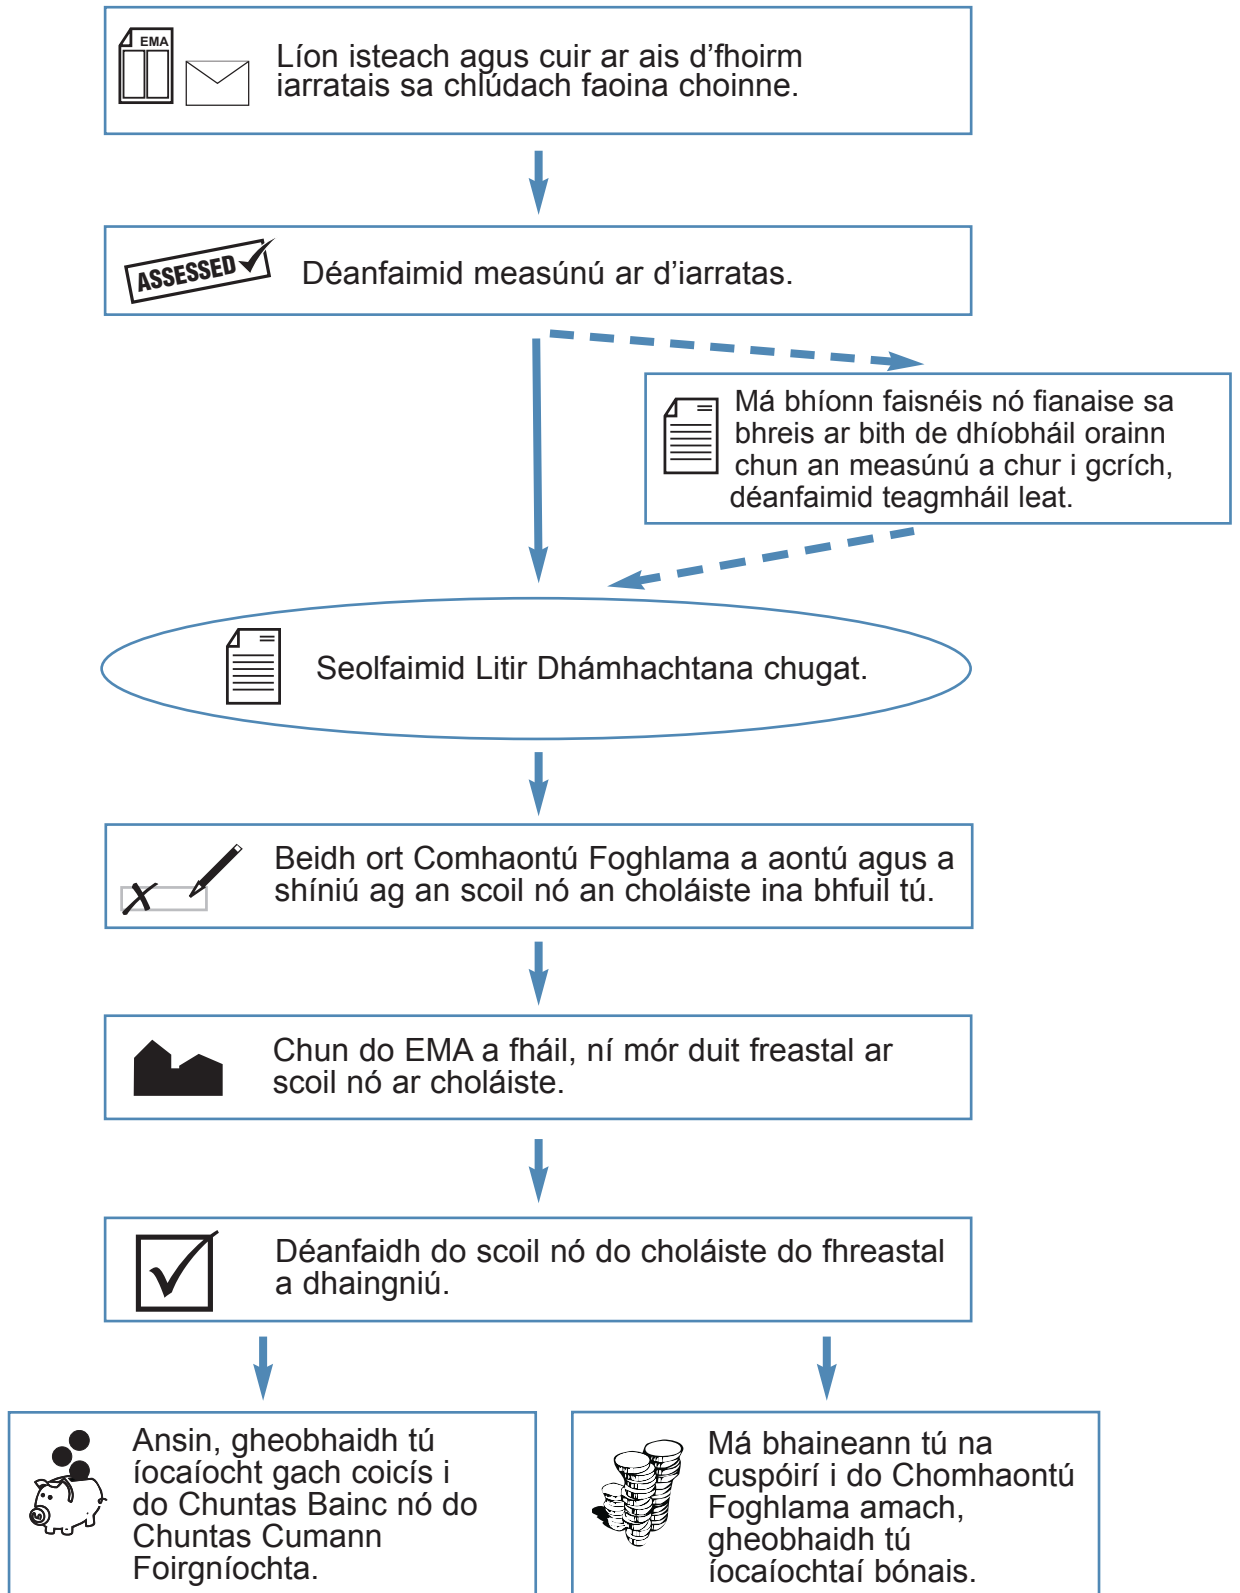 EMA
Líon isteach agus cuir ar ais d'fhoirm
iarratais sa chlúdach faoina choinne.
ASSESSED
Déanfaimid measúnú ar d'iarratas.
Má bhíonn faisnéis nó fianaise sa
bhreis ar bith de dhíobháil orainn
chun an measúnú a chur i gcrích,
déanfaimid teagmháil leat.
Seolfaimid Litir Dhámhachtana chugat.
Beidh ort Comhaontú Foghlama a aontú agus a
shíniú ag an scoil nó an choláiste ina bhfuil tú.
X
Chun do EMA a fháil, ní mór duit freastal ar
scoil nó ar choláiste.
Déanfaidh do scoil nó do choláiste do fhreastal
a dhaingniú.
Ansin, gheobhaidh tú
íocaíocht gach coicís i
do Chuntas Bainc nó do
Chuntas Cumann
Foirgníochta.
Má bhaineann tú na
cuspóirí i do Chomhaontú
Foghlama amach,
gheobhaidh tú
íocaíochtaí bónais.